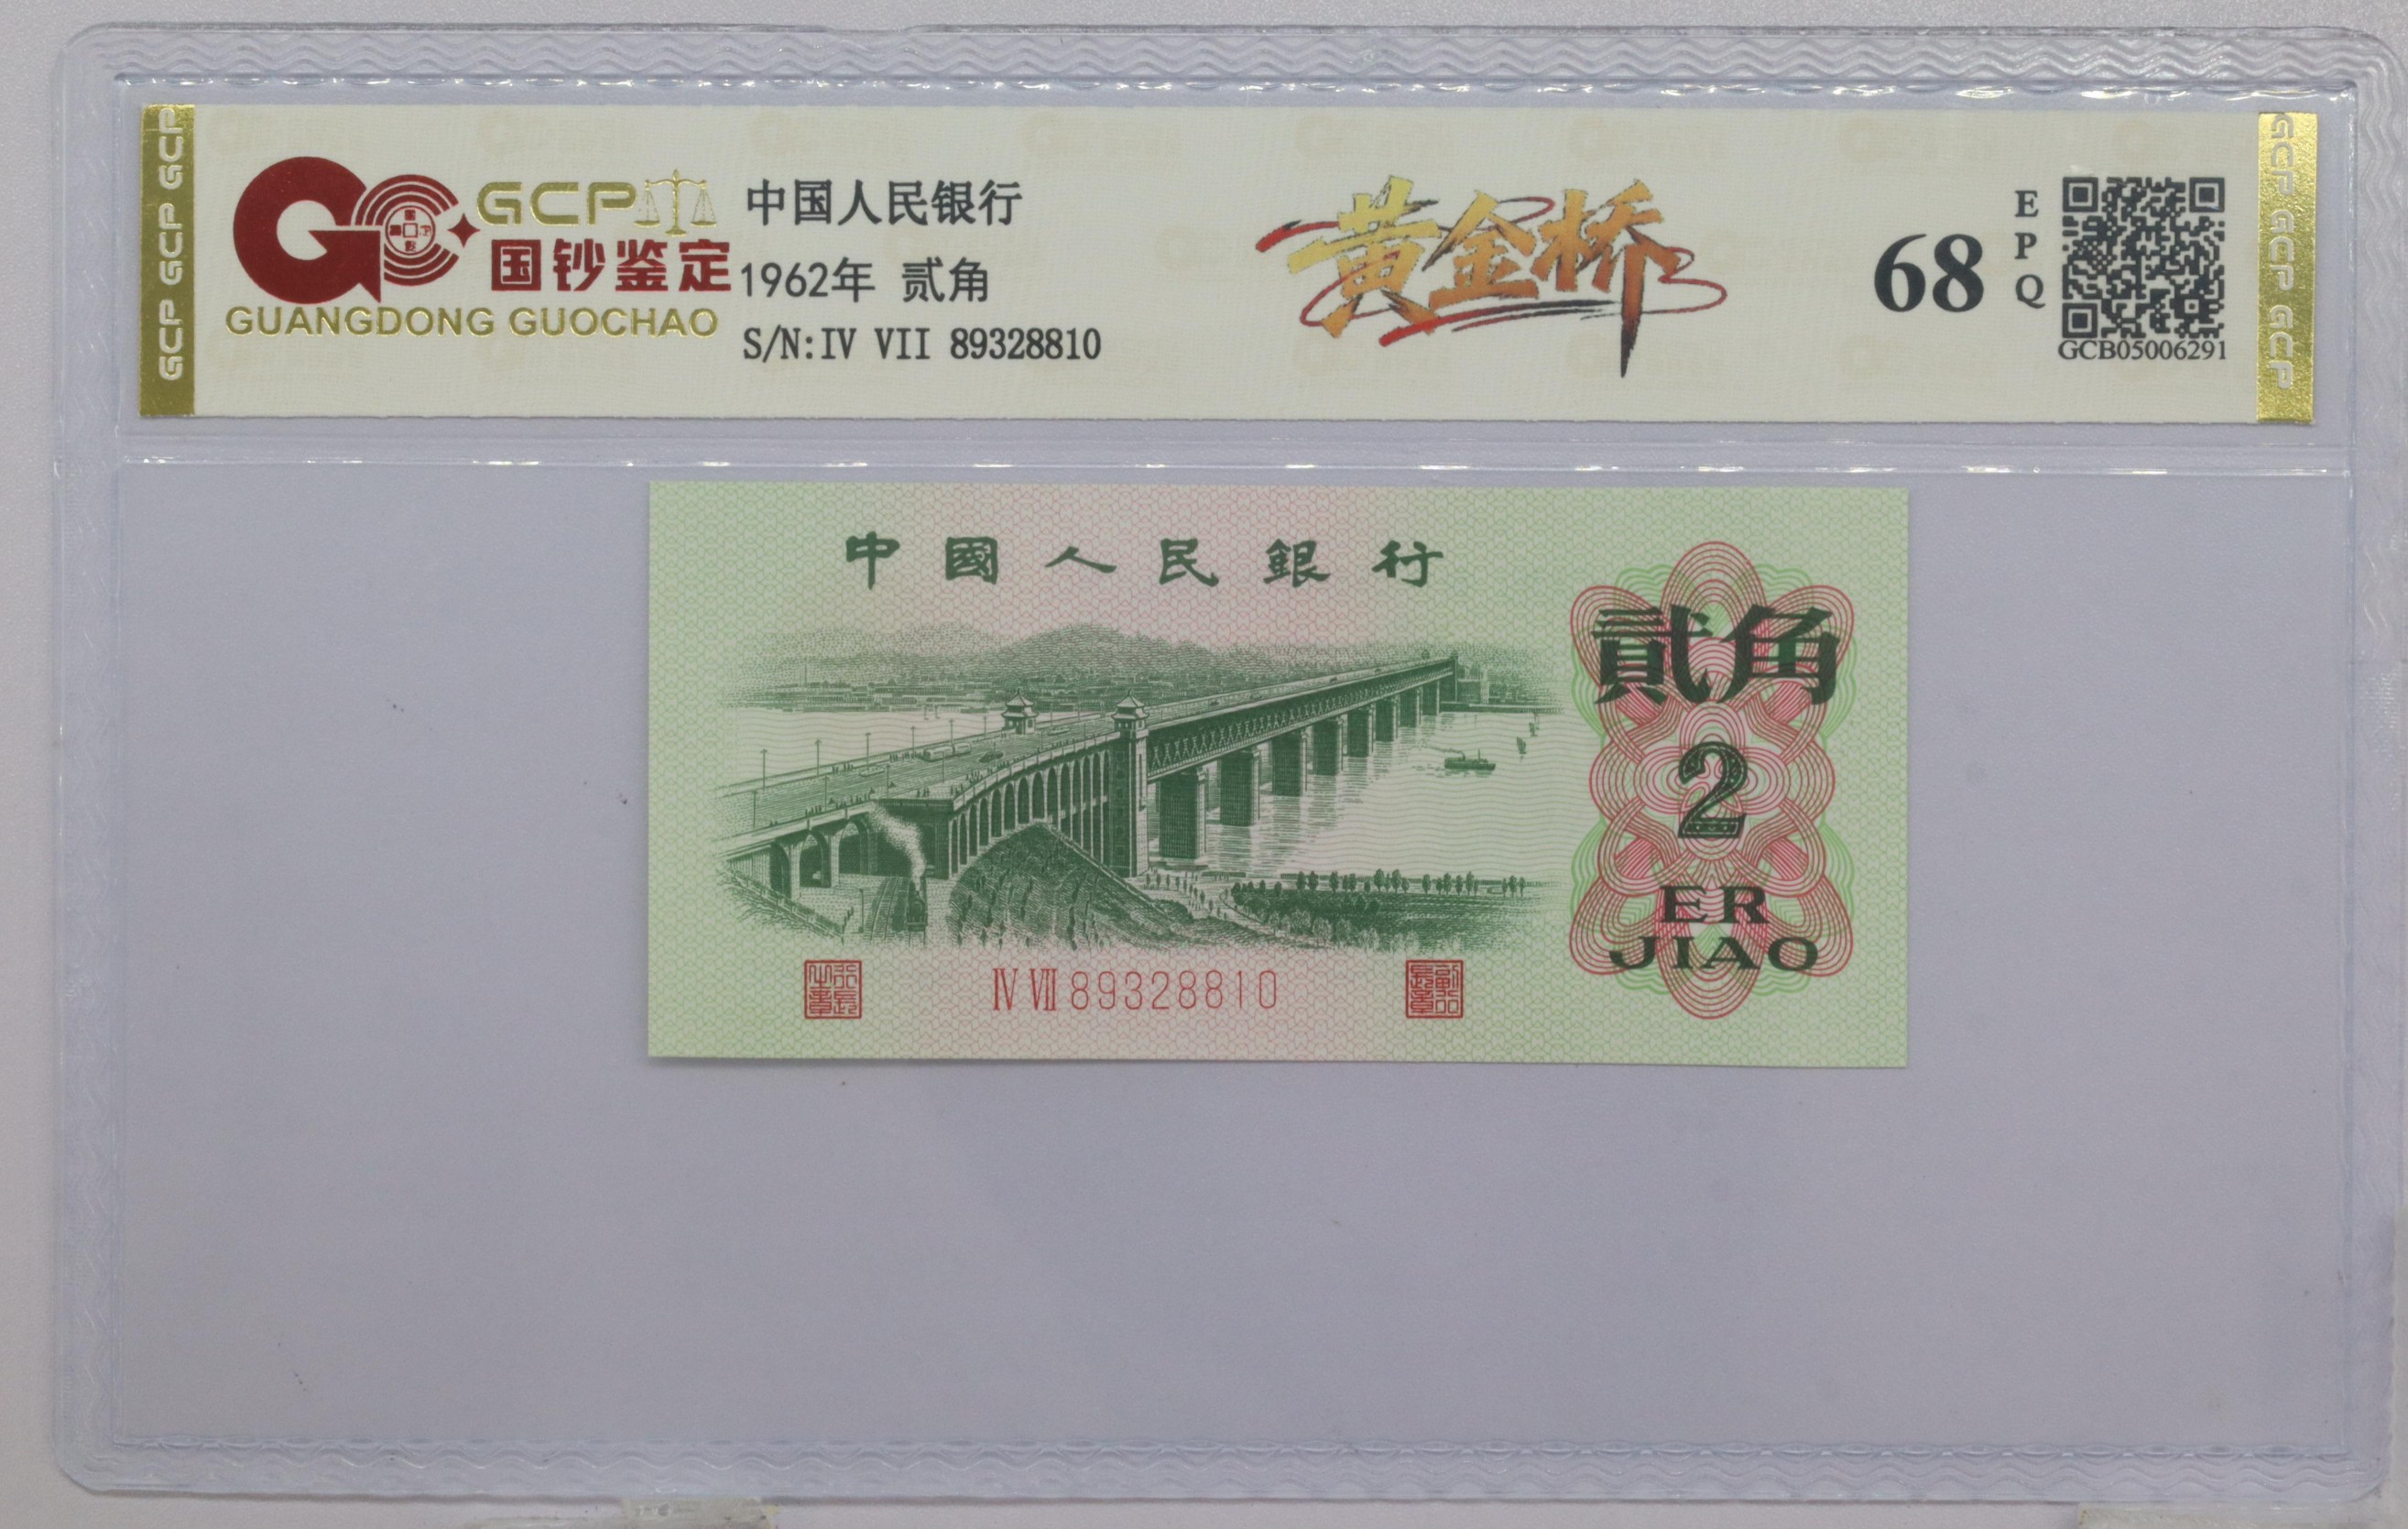 GCP GCP GCP
GCP
国钞鉴定
GUANGDONG GUOCHAO
中国人民银行
1962年 贰角
S/N:IV VII 89328810
黄金桥
68
EPQ
GCB05006291
GCP GCP GCP
中國人民銀行
貳角
2
ER
JIAO
IV VII 89328810